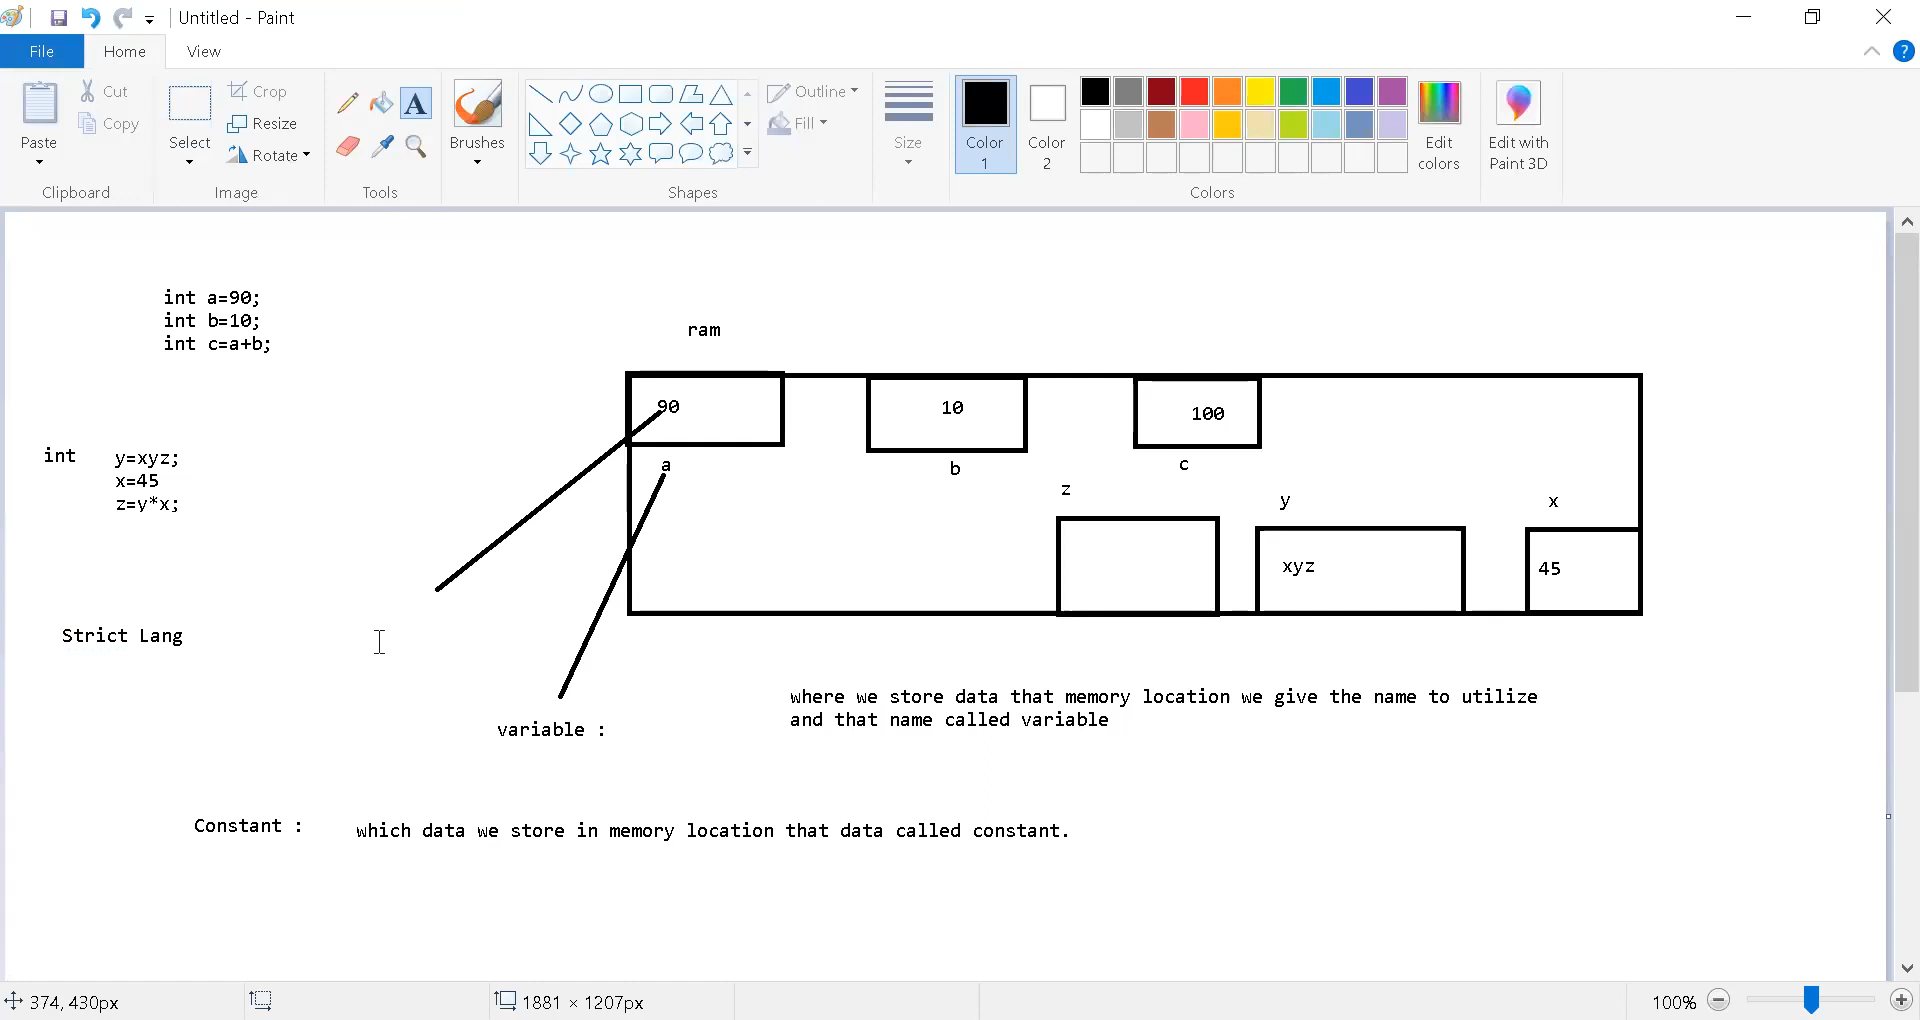 Untitled - Paint
File
Home
View
Paste
Cut
Copy
Clipboard
Select
Crop
Resize
Rotate
Image
A
Tools
Brushes
Shapes
Outline
Fill
Size
Color
1
Color
2
Colors
Edit
colors
Edit with
Paint 3D
?
int a=90;
int b=10;
int c=a+b;
ram
90
10
100
a
b
c
int y=xyz;
x=45
z=y*x;
z
y
x
xyz
45
Strict Lang
variable :
where we store data that memory location we give the name to utilize
and that name called variable
Constant :
which data we store in memory location that data called constant.
374, 430px
1881 × 1207px
100%